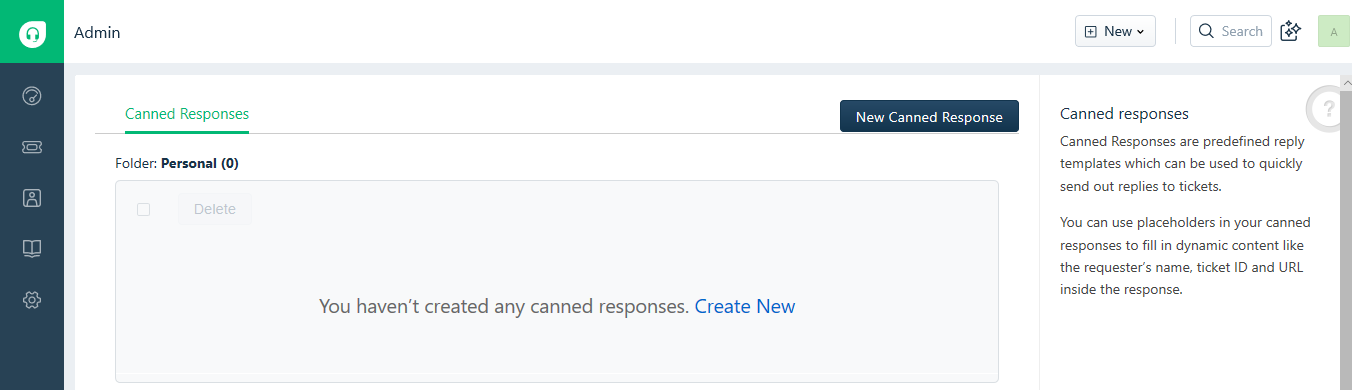 Admin
New
Search
A
Canned Responses
New Canned Response
Folder: Personal (0)
Delete
You haven’t created any canned responses. Create New
?
Canned responses
Canned Responses are predefined reply
templates which can be used to quickly
send out replies to tickets.
You can use placeholders in your canned
responses to fill in dynamic content like
the requester’s name, ticket ID and URL
inside the response.